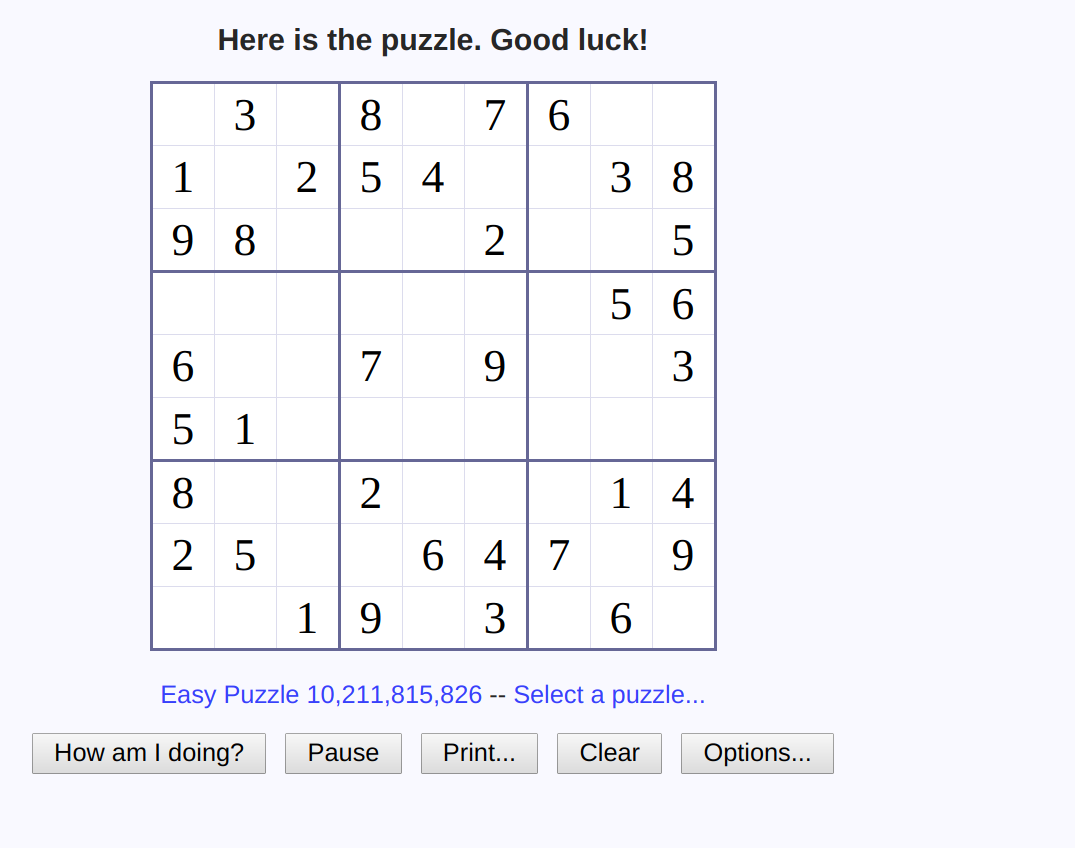 Here is the puzzle. Good luck!
3 8 7 6
1 2 5 4 3 8
9 8 2 5
5 6
6 7 9 3
5 1
8 2 1 4
2 5 6 4 7 9
1 9 3 6
Easy Puzzle 10,211,815,826 -- Select a puzzle...
How am I doing? Pause Print... Clear Options...